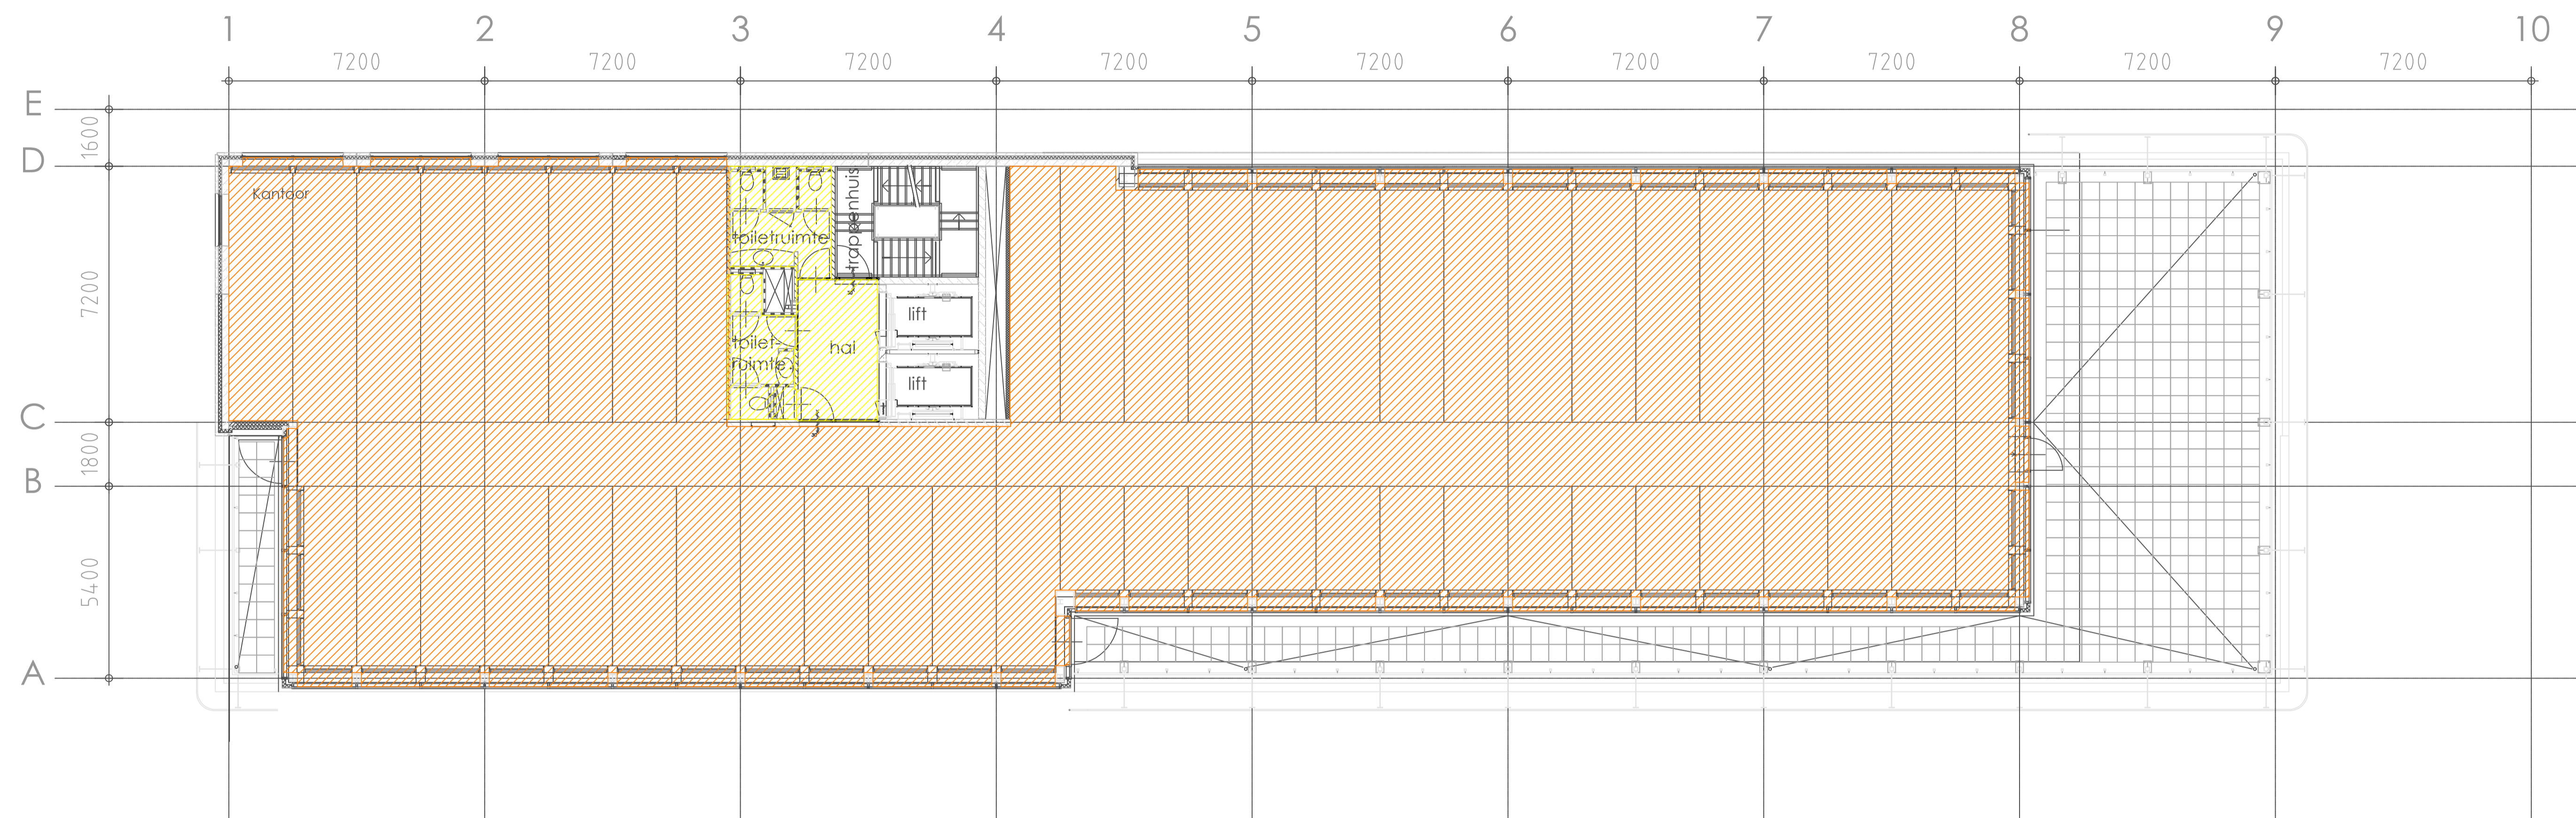 1 2 3 4 5 6 7 8 9 10
7200 7200 7200 7200 7200 7200 7200 7200 7200
E
1600
D
Kantoor
trappenhuis
toiletruimte
7200
lift
toilet-
ruimte
hal
lift
C
1800
B
5400
A